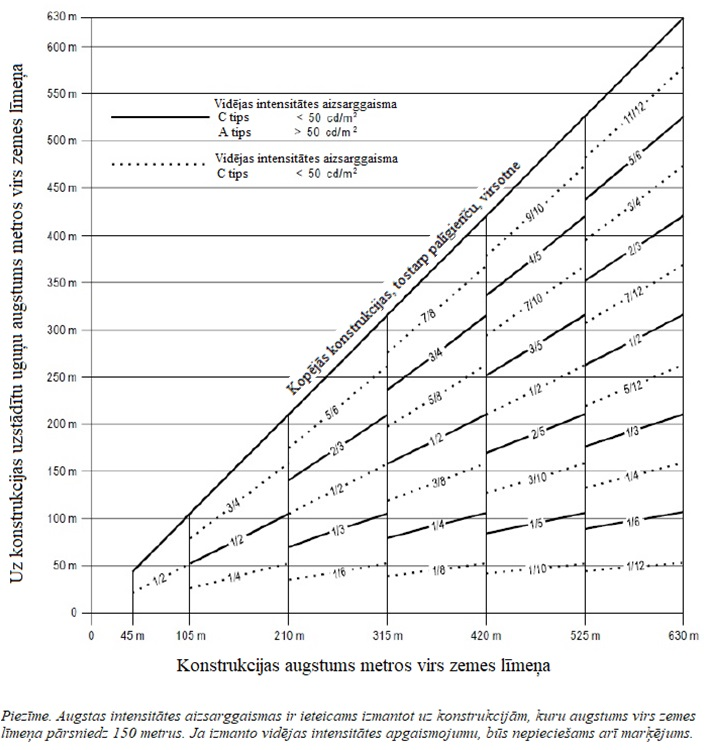 630 m
600 m
550 m
500 m
450 m
400 m
350 m
300 m
250 m
200 m
150 m
100 m
50 m
0
Uz konstrukcijas uzstādītu uguņu augstums metros virs zemes līmeņa
Vidējas intensitātes aizsarggaisma
C tips < 50 cd/m²
A tips > 50 cd/m²
Vidējas intensitātes aizsarggaisma
C tips < 50 cd/m²
Kopējās konstrukcijas, tostarp palīgierīču, virsotne
1/2
3/4
1/2
1/4
5/6
2/3
1/2
1/3
1/6
7/8
3/4
5/8
1/2
3/8
1/4
1/8
9/10
4/5
7/10
3/5
1/2
2/5
3/10
1/5
1/10
11/12
5/6
3/4
2/3
7/12
1/2
5/12
1/3
1/4
1/6
1/12
0 45 m 105 m 210 m 315 m 420 m 525 m 630 m
Konstrukcijas augstums metros virs zemes līmeņa
Piezīme. Augstas intensitātes aizsarggaismas ir ieteicams izmantot uz konstrukcijām, kuru augstums virs zemes
līmeņa pārsniedz 150 metrus. Ja izmanto vidējas intensitātes apgaismojumu, būs nepieciešams arī marķējums.